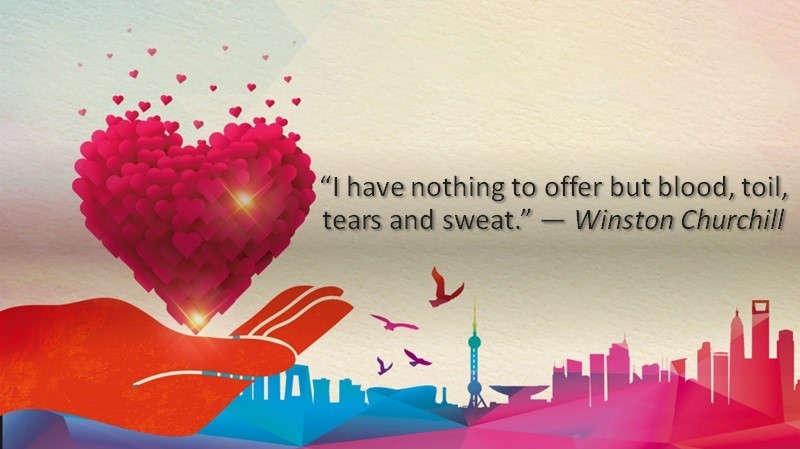 “I have nothing to offer but blood, toil,
tears and sweat.” — Winston Churchill